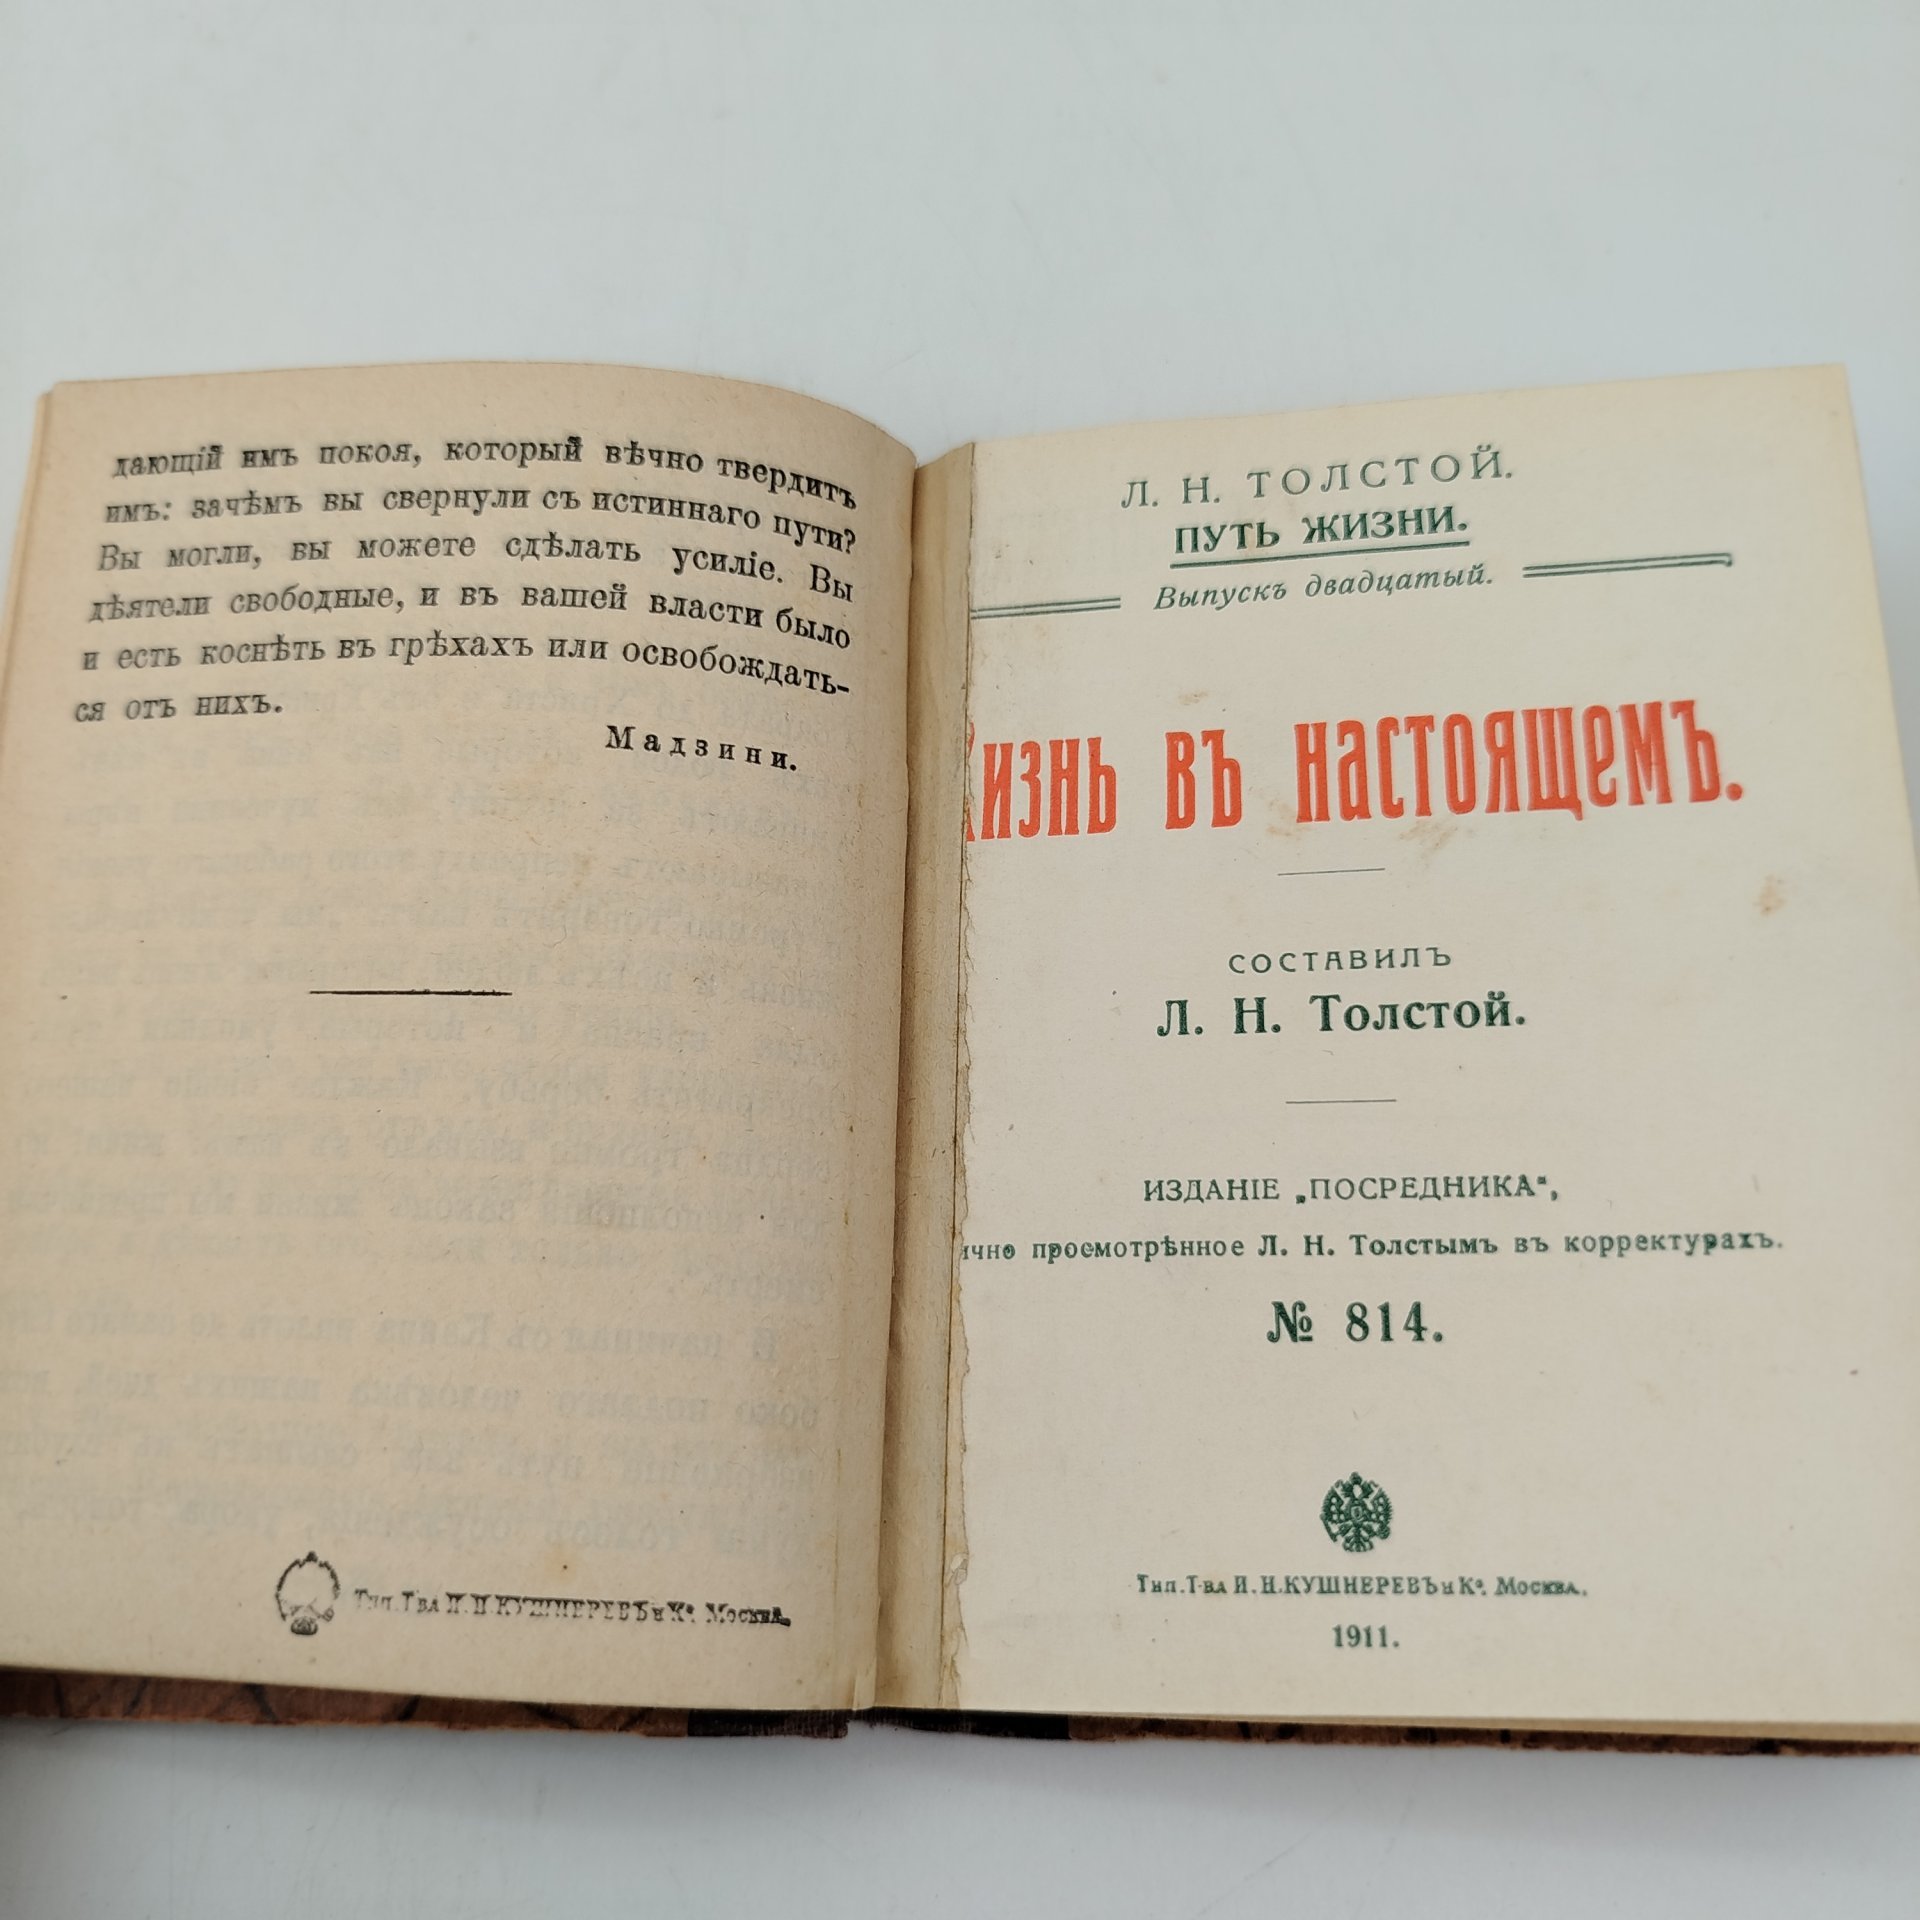 дающій имъ покоя, который вѣчно твердитъ
имъ: зачѣмъ вы свернули съ истиннаго пути?
Вы могли, вы можете сдѣлать усиліе. Вы
дѣятели свободные, и въ вашей власти было
и есть коснѣть въ грѣхахъ или освобождать-
ся отъ нихъ.
Мадзини.
Тип. Т-ва И. Н. КУШНЕРЕВЪ и Ко. Москва.
Л. Н. ТОЛСТОЙ.
ПУТЬ ЖИЗНИ.
Выпускъ двадцатый.
Жизнь въ настоящемъ.
СОСТАВИЛЪ
Л. Н. Толстой.
ИЗДАНІЕ „ПОСРЕДНИКА“,
ично просмотрѣнное Л. Н. Толстымъ въ корректурахъ.
№ 814.
Тип. Т-ва И. Н. КУШНЕРЕВЪ и Ко. Москва.
1911.